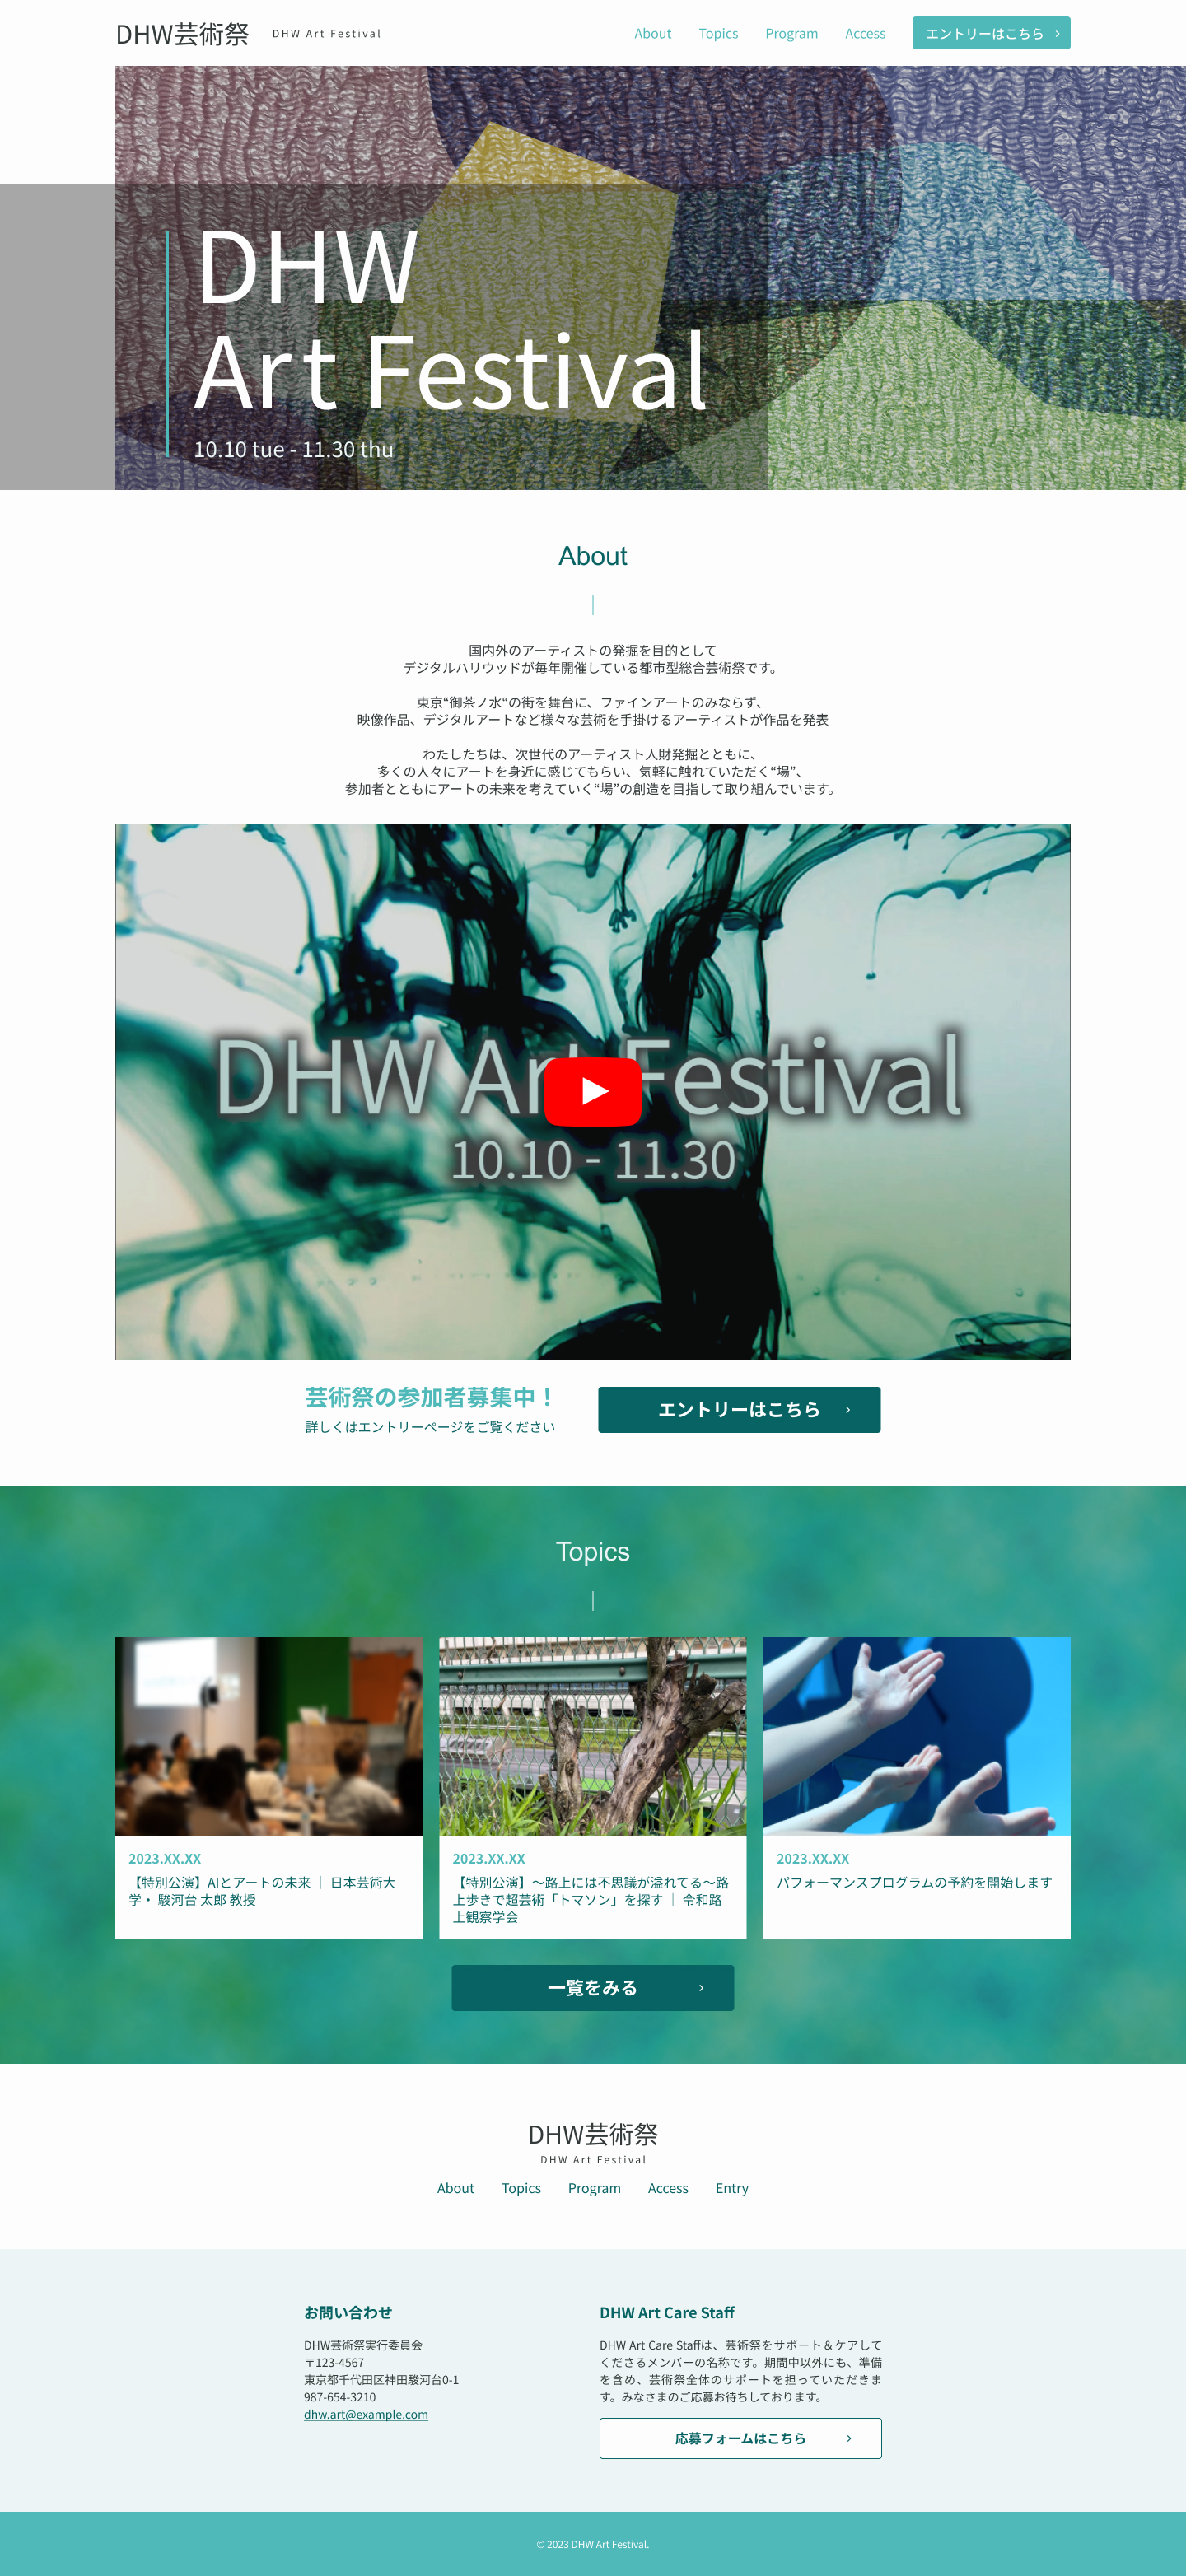 DHW芸術祭 DHW Art Festival
About Topics Program Access エントリーはこちら
DHW
Art Festival
10.10 tue - 11.30 thu
About
国内外のアーティストの発掘を目的として
デジタルハリウッドが毎年開催している都市型総合芸術祭です。
東京“御茶ノ水“の街を舞台に、ファインアートのみならず、
映像作品、デジタルアートなど様々な芸術を手掛けるアーティストが作品を発表
わたしたちは、次世代のアーティスト人財発掘とともに、
多くの人々にアートを身近に感じてもらい、気軽に触れていただく“場”、
参加者とともにアートの未来を考えていく“場”の創造を目指して取り組んでいます。
DHW Art Festival
10.10 - 11.30
芸術祭の参加者募集中！
詳しくはエントリーページをご覧ください
エントリーはこちら
Topics
2023.XX.XX
【特別公演】AIとアートの未来｜日本芸術大
学・ 駿河台 太郎 教授
2023.XX.XX
【特別公演】〜路上には不思議が溢れてる〜路
上歩きで超芸術「トマソン」を探す｜令和路
上観察学会
2023.XX.XX
パフォーマンスプログラムの予約を開始します
一覧をみる
DHW芸術祭
DHW Art Festival
About Topics Program Access Entry
お問い合わせ
DHW芸術祭実行委員会
〒123-4567
東京都千代田区神田駿河台0-1
987-654-3210
dhw.art@example.com
DHW Art Care Staff
DHW Art Care Staffは、芸術祭をサポート＆ケアして
くださるメンバーの名称です。期間中以外にも、準備
を含め、芸術祭全体のサポートを担っていただきま
す。みなさまのご応募お待ちしております。
応募フォームはこちら
© 2023 DHW Art Festival.